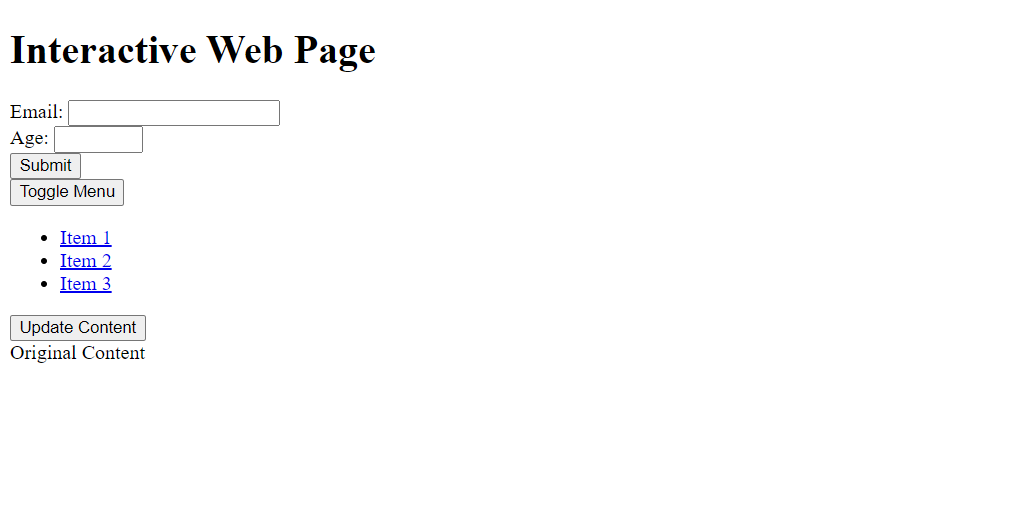 Interactive Web Page
Email:
Age:
Submit
Toggle Menu
Item 1
Item 2
Item 3
Update Content
Original Content